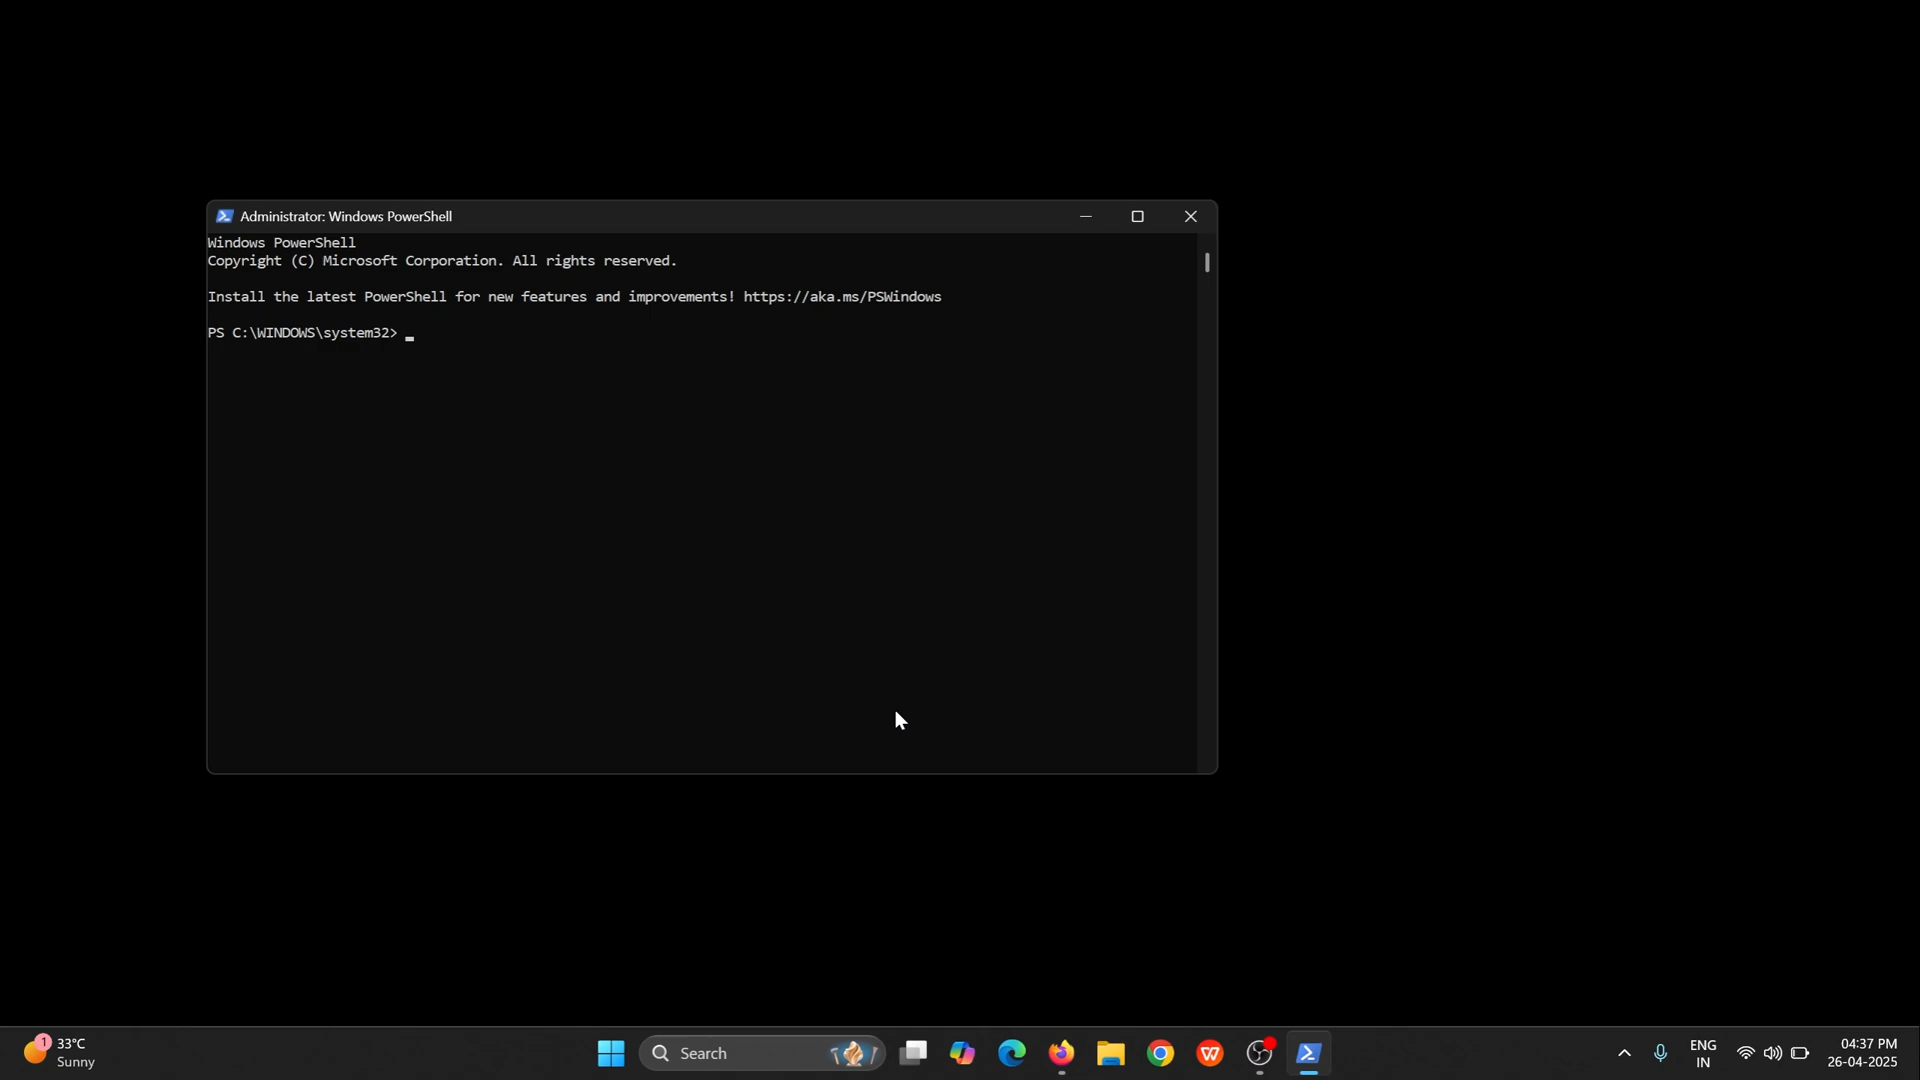 Administrator: Windows PowerShell
Windows PowerShell
Copyright (C) Microsoft Corporation. All rights reserved.
Install the latest PowerShell for new features and improvements! https://aka.ms/PSWindows
PS C:\WINDOWS\system32>
1
33°C
Sunny
Search
W
ENG
IN
04:37 PM
26-04-2025